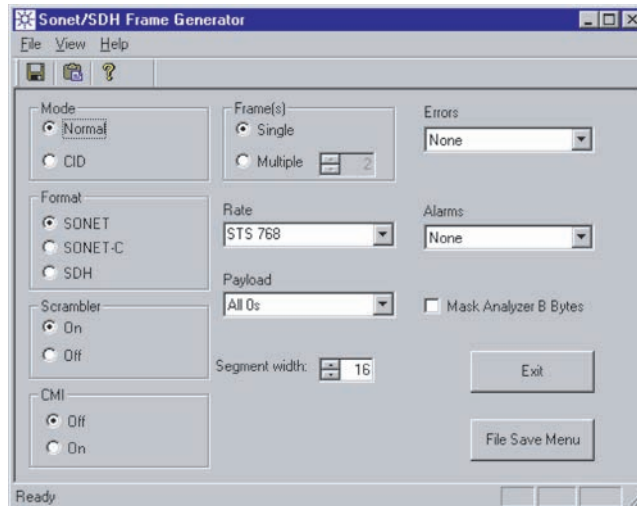 Sonet/SDH Frame Generator
File View Help
Mode
Normal
CID
Frame(s)
Single
Multiple 2
Errors
None
Format
SONET
SONET-C
SDH
Rate
STS 768
Alarms
None
Payload
All 0s
Mask Analyzer B Bytes
Scrambler
On
Off
Segment width: 16
Exit
CMI
Off
On
File Save Menu
Ready